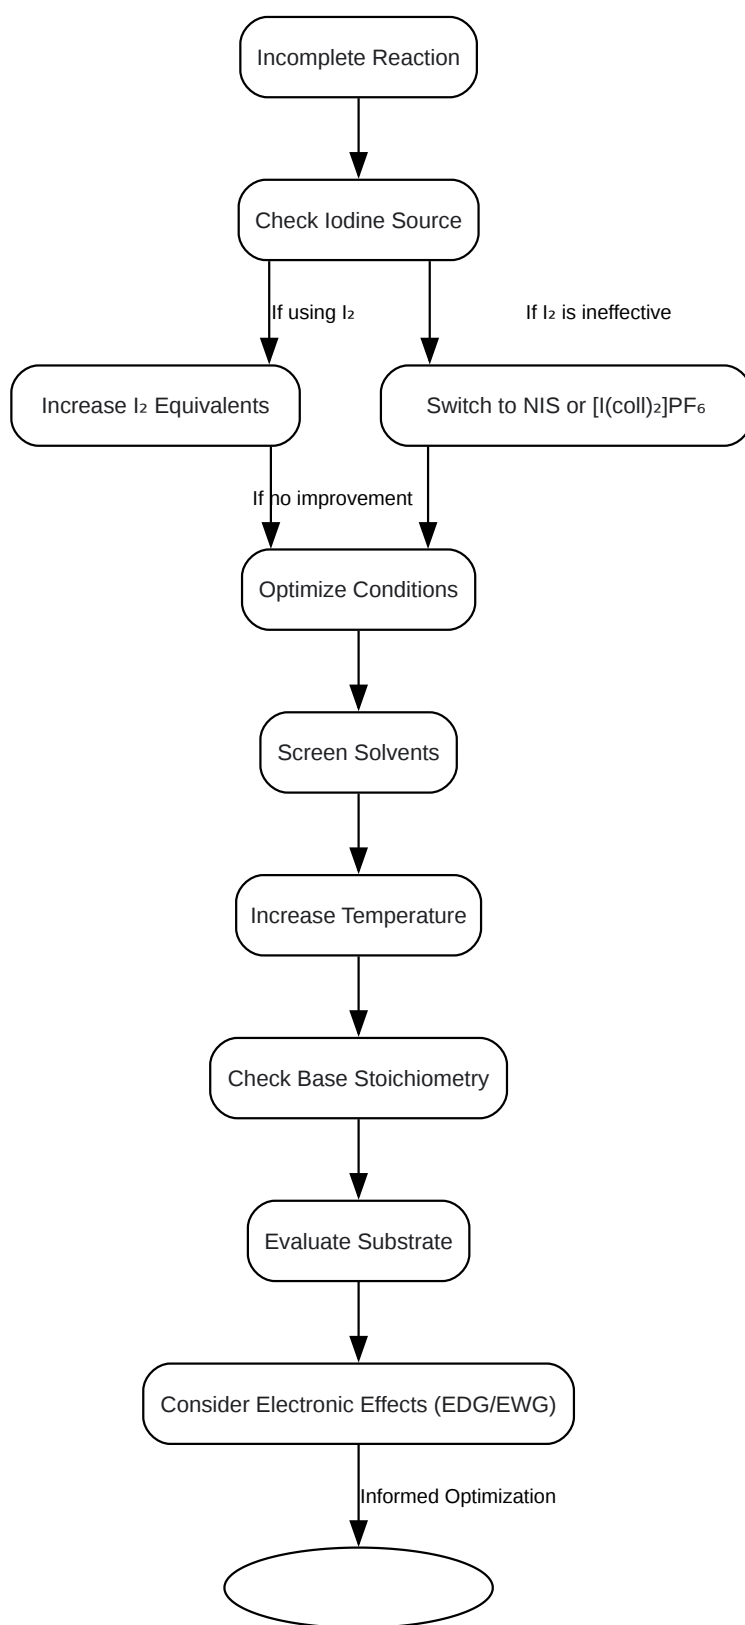 Incomplete Reaction
Check Iodine Source
If using I₂
If I₂ is ineffective
Increase I₂ Equivalents
Switch to NIS or [I(coll)₂]PF₆
If no improvement
Optimize Conditions
Screen Solvents
Increase Temperature
Check Base Stoichiometry
Evaluate Substrate
Consider Electronic Effects (EDG/EWG)
Informed Optimization